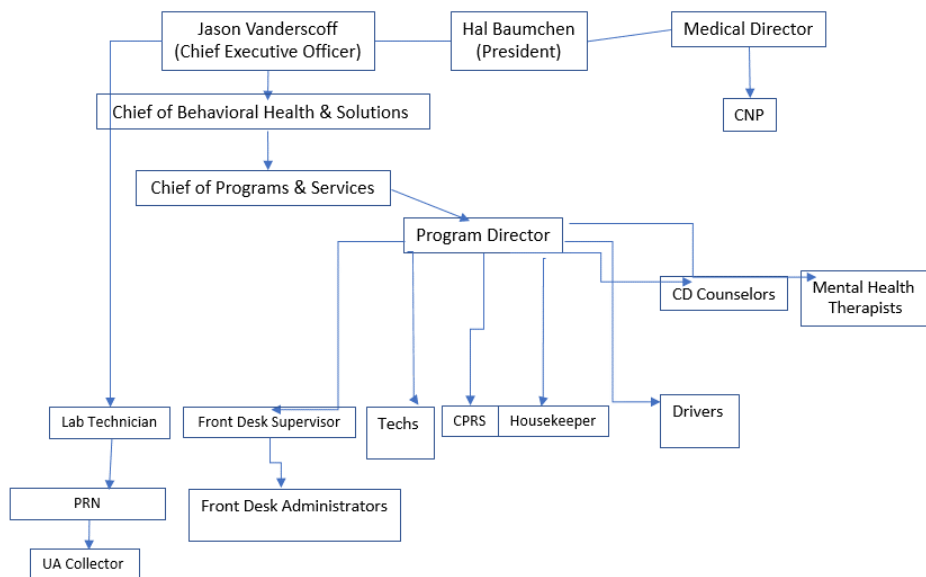 Jason Vanderscoff
(Chief Executive Officer)
Hal Baumchen
(President)
Medical Director
Chief of Behavioral Health & Solutions
CNP
Chief of Programs & Services
Program Director
CD Counselors
Mental Health
Therapists
Lab Technician
Front Desk Supervisor
Techs
CPRS
Housekeeper
Drivers
PRN
Front Desk Administrators
UA Collector